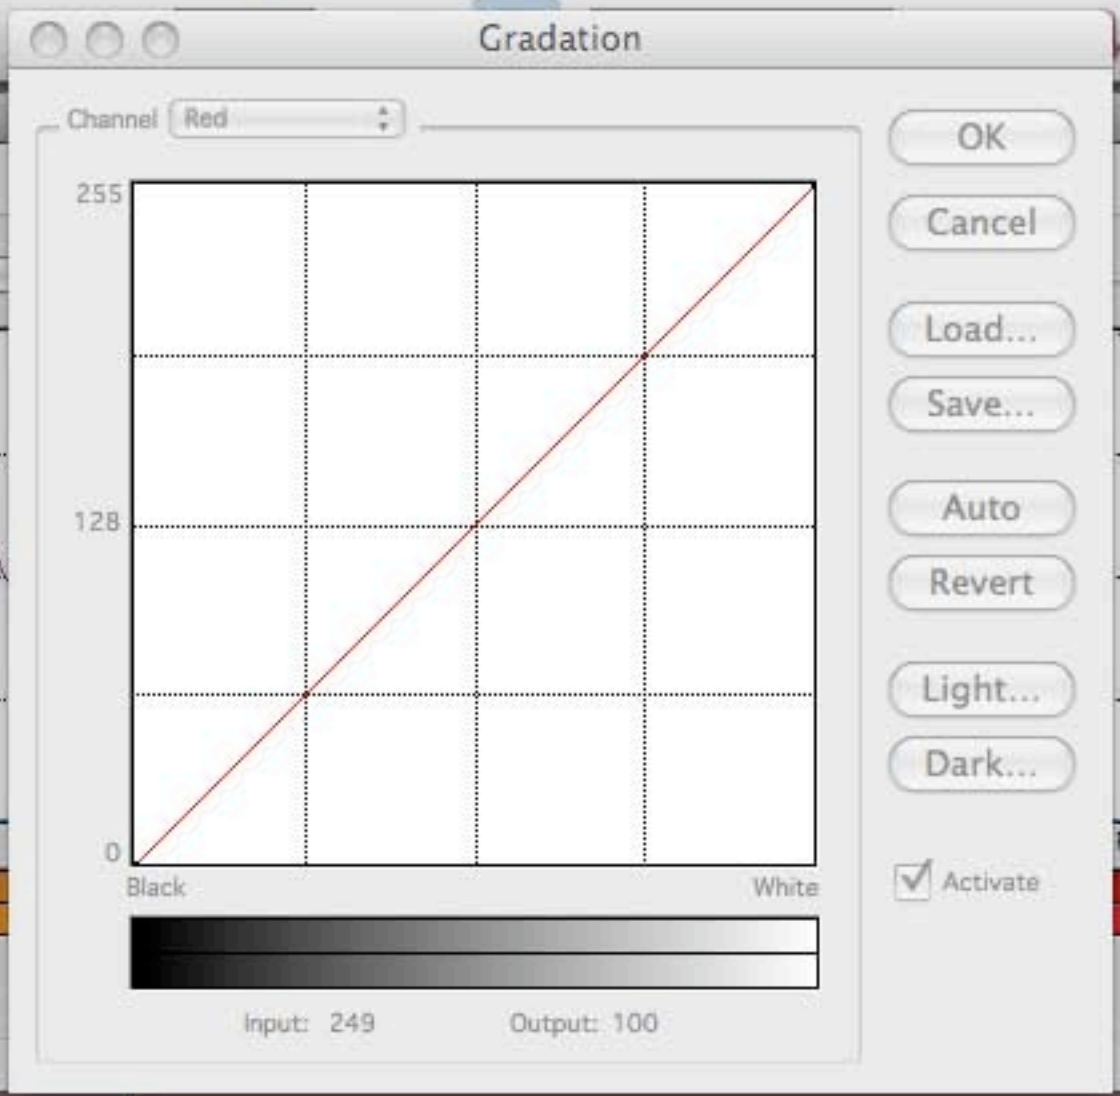 Gradation
Channel Red
OK
Cancel
Load...
Save...
Auto
Revert
Light...
Dark...
Activate
255
128
0
Black White
Input: 249 Output: 100